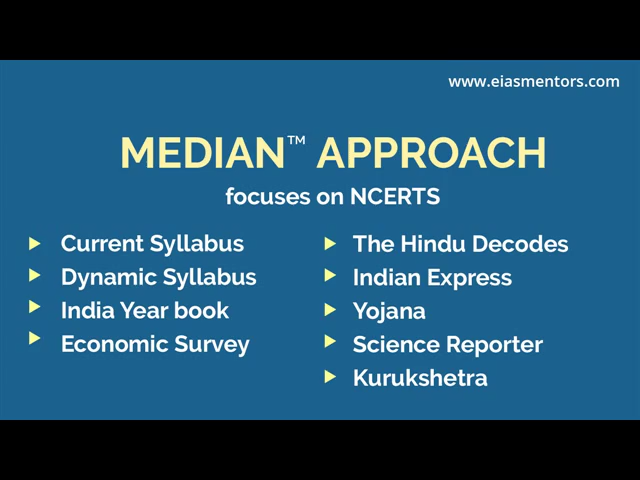 www.eiasmentors.com
MEDIAN™ APPROACH
focuses on NCERTS
Current Syllabus
Dynamic Syllabus
India Year book
Economic Survey
The Hindu Decodes
Indian Express
Yojana
Science Reporter
Kurukshetra